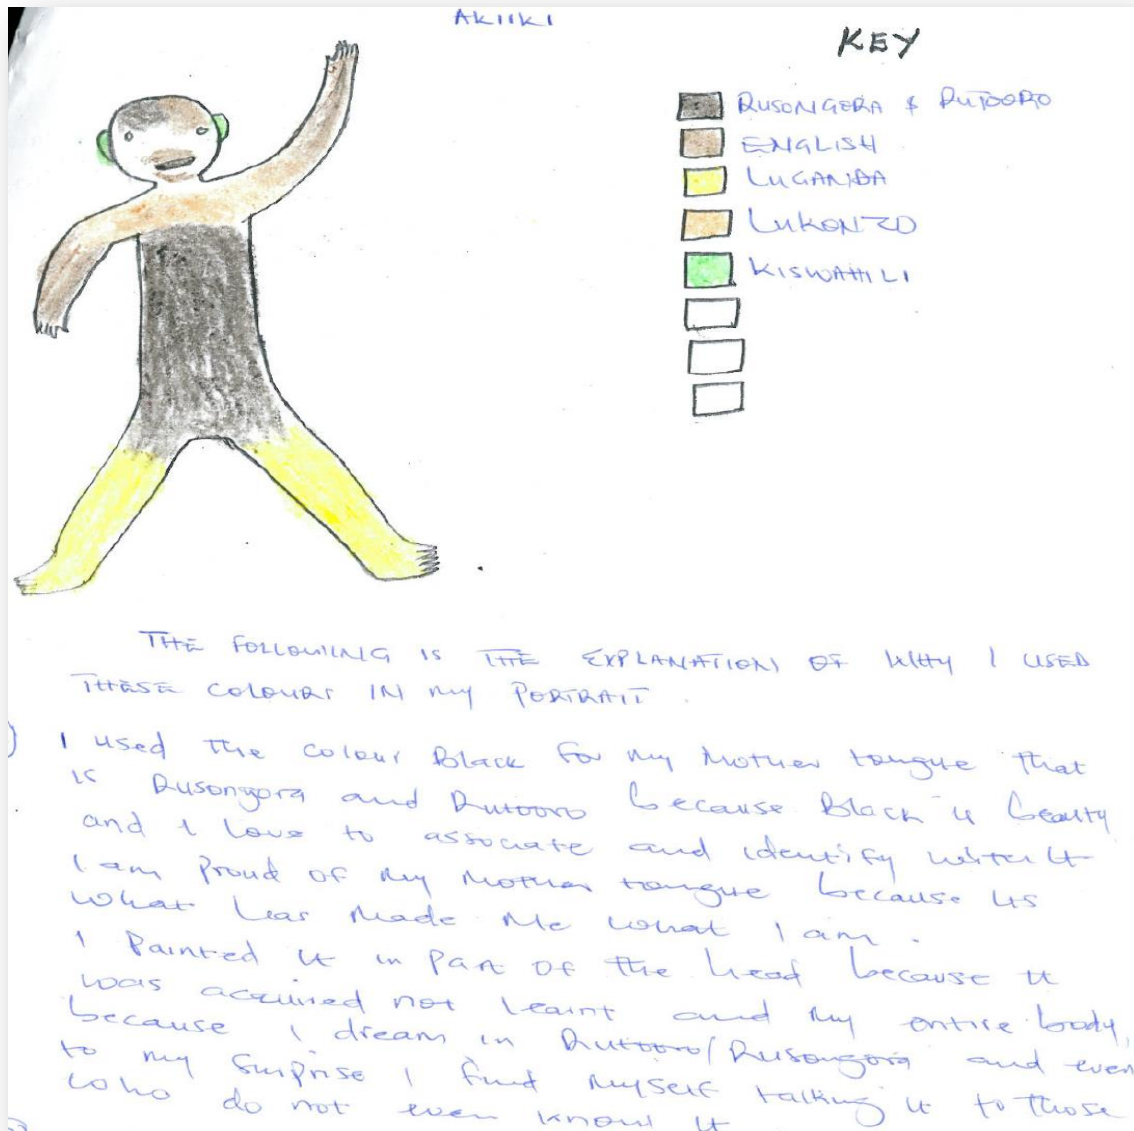 AKIIKI
KEY
RUSONGERA & RUTOORO
ENGLISH
LUGANDA
LUKONZO
KISWAHILI
THE FOLLOWING IS THE EXPLANATION OF WHY I USED
THESE COLOURS IN MY PORTRAIT.
I used the colour Black for my Mother tongue that
is Rusongora and Rutooro because Black is beauty
and I love to associate and identify with it
I am proud of my Mother tongue because its
what has made me what I am.
I Painted it in part of the head because it
was acquired not learnt and my entire body,
because I dream in Rutooro/Rusongora and even
to my surprise I find myself talking it to those
who do not even know it